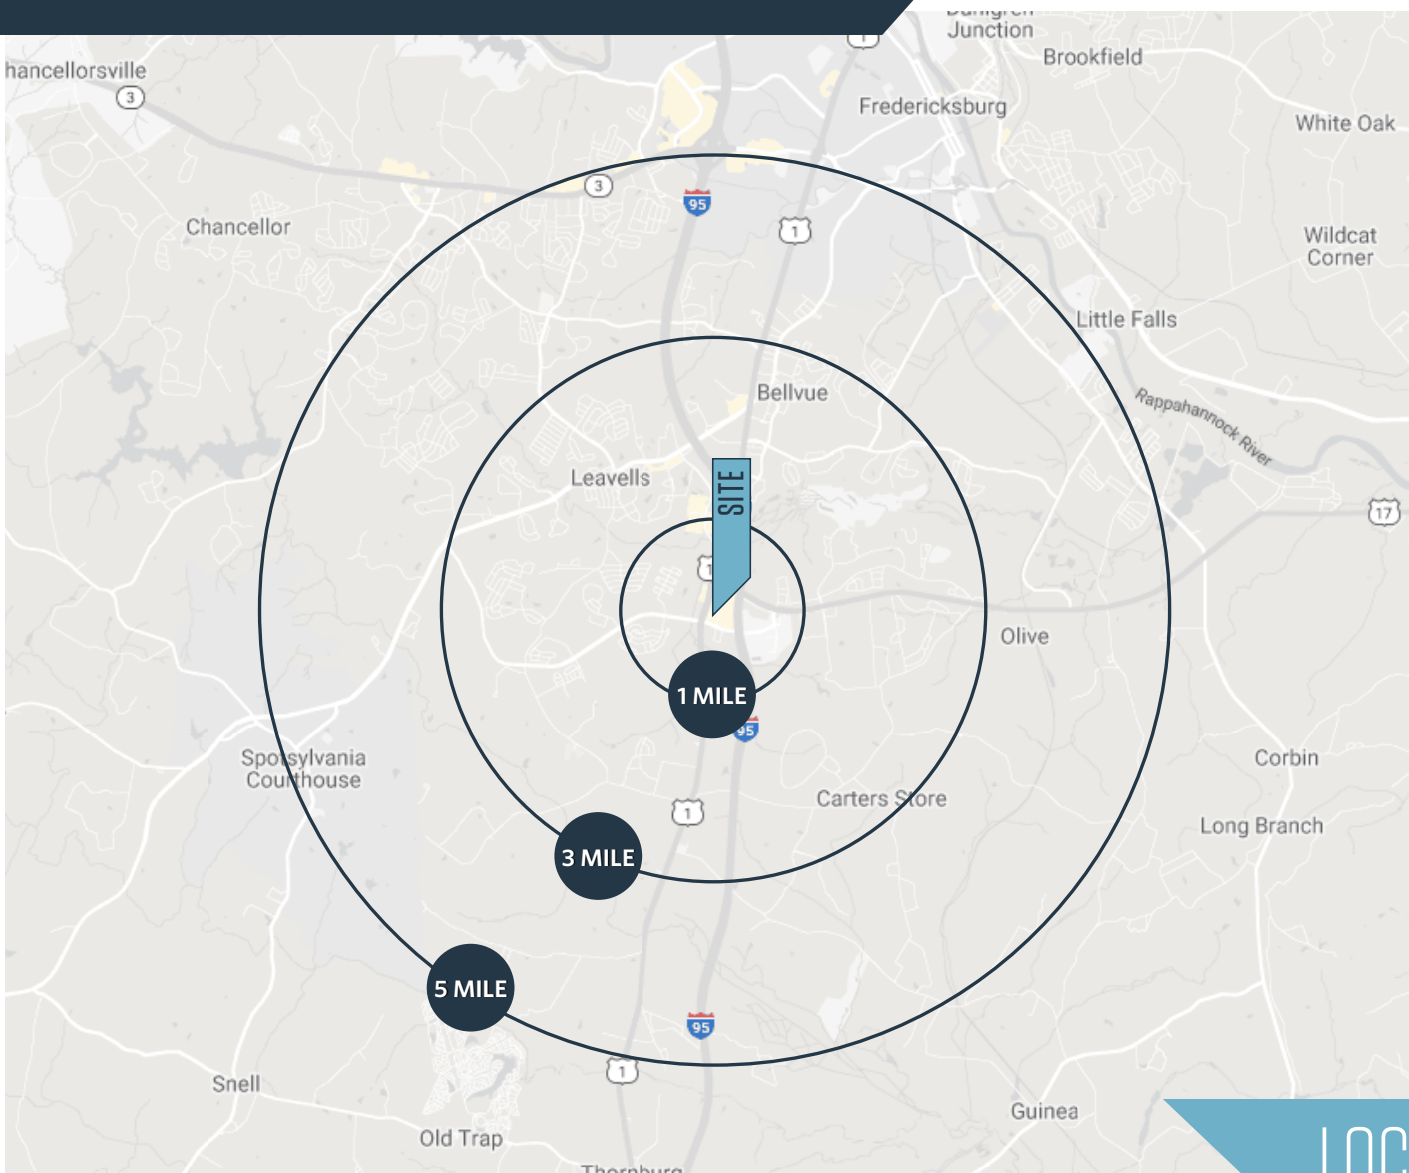 Junction
Brookfield
1
hancellorsville
3
Fredericksburg
White Oak
3
95
Chancellor
1
Wildcat
Corner
Little Falls
Bellvue
Rappahannock River
Leavells
SITE
17
1
Olive
1 MILE
95
Spotsylvania
Courthouse
Corbin
Carters Store
1
Long Branch
3 MILE
5 MILE
95
1
Snell
Guinea
Old Trap
Thornburg